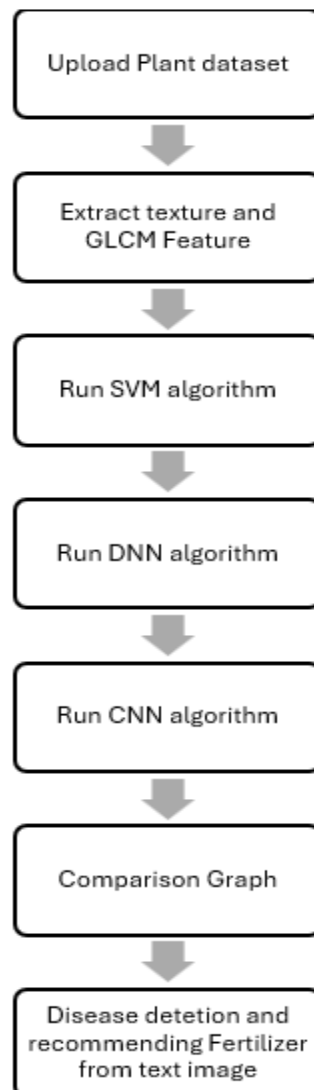 Upload Plant dataset
Extract texture and
GLCM Feature
Run SVM algorithm
Run DNN algorithm
Run CNN algorithm
Comparison Graph
Disease detetion and
recommending Fertilizer
from text image